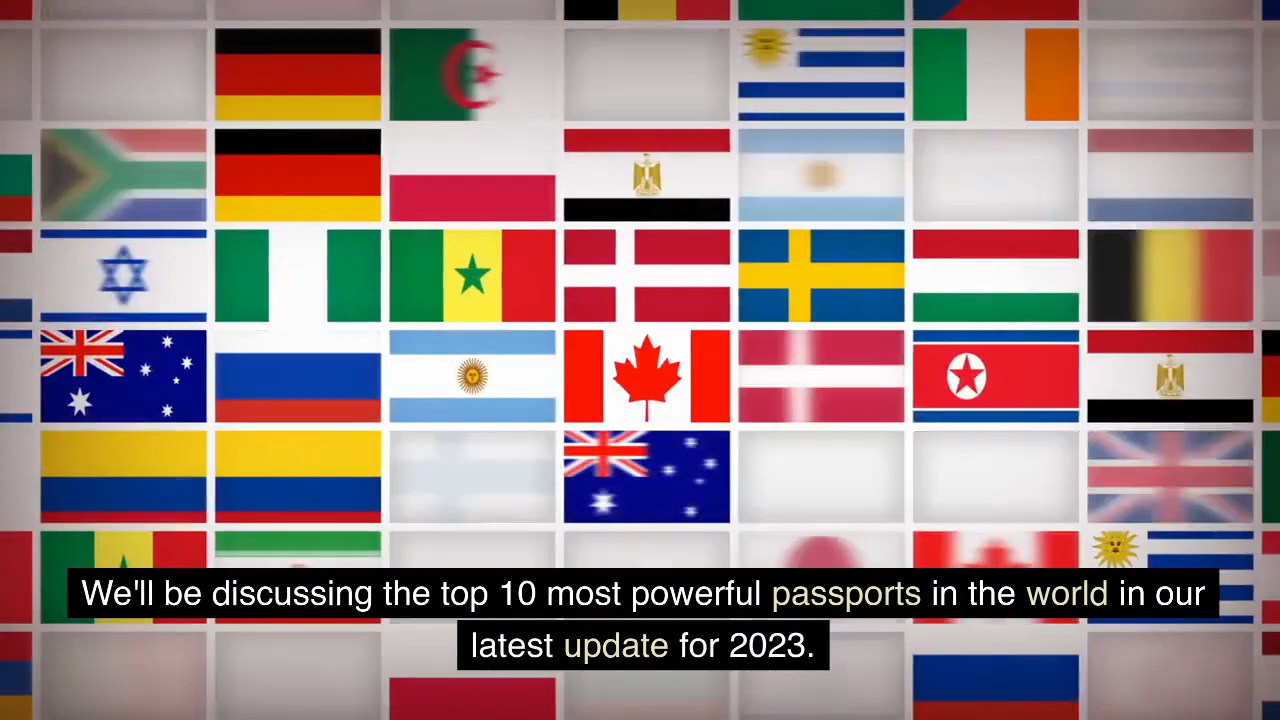 We'll be discussing the top 10 most powerful passports in the world in our
latest update for 2023.